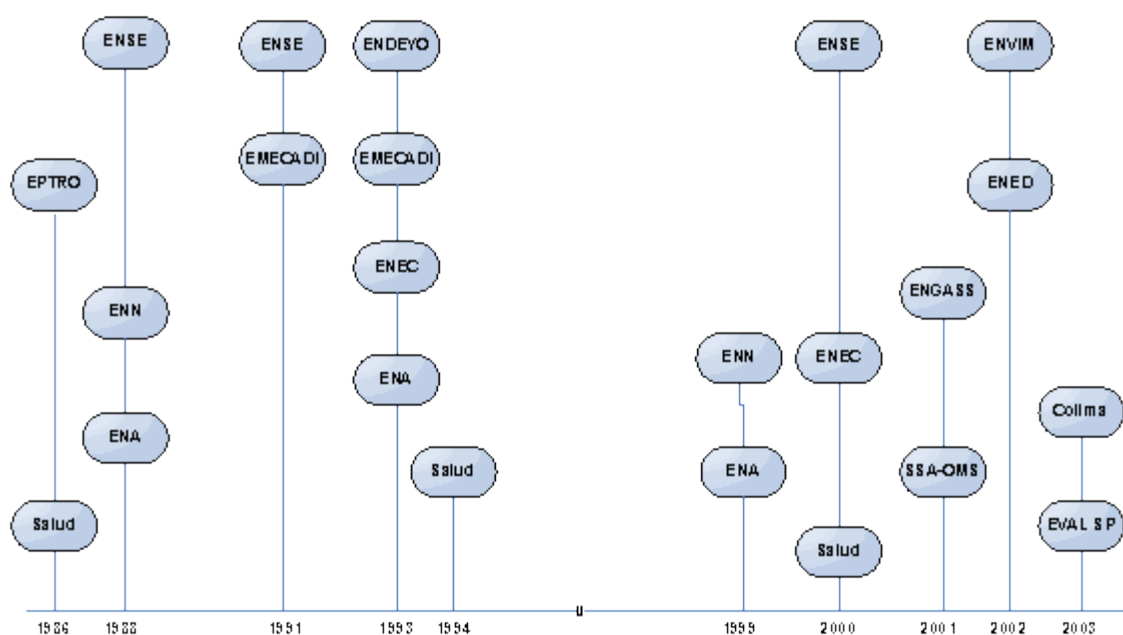 ENSE
ENSE
ENDEYO
ENSE
ENVIM
EMECADI
EMECADI
EPTRO
ENED
ENEC
ENGASS
ENN
ENN
ENEC
ENA
Colima
ENA
Salud
ENA
SSA-OMS
Salud
EVAL SP
Salud
1986 1988 1991 1993 1994 1999 2000 2001 2002 2003